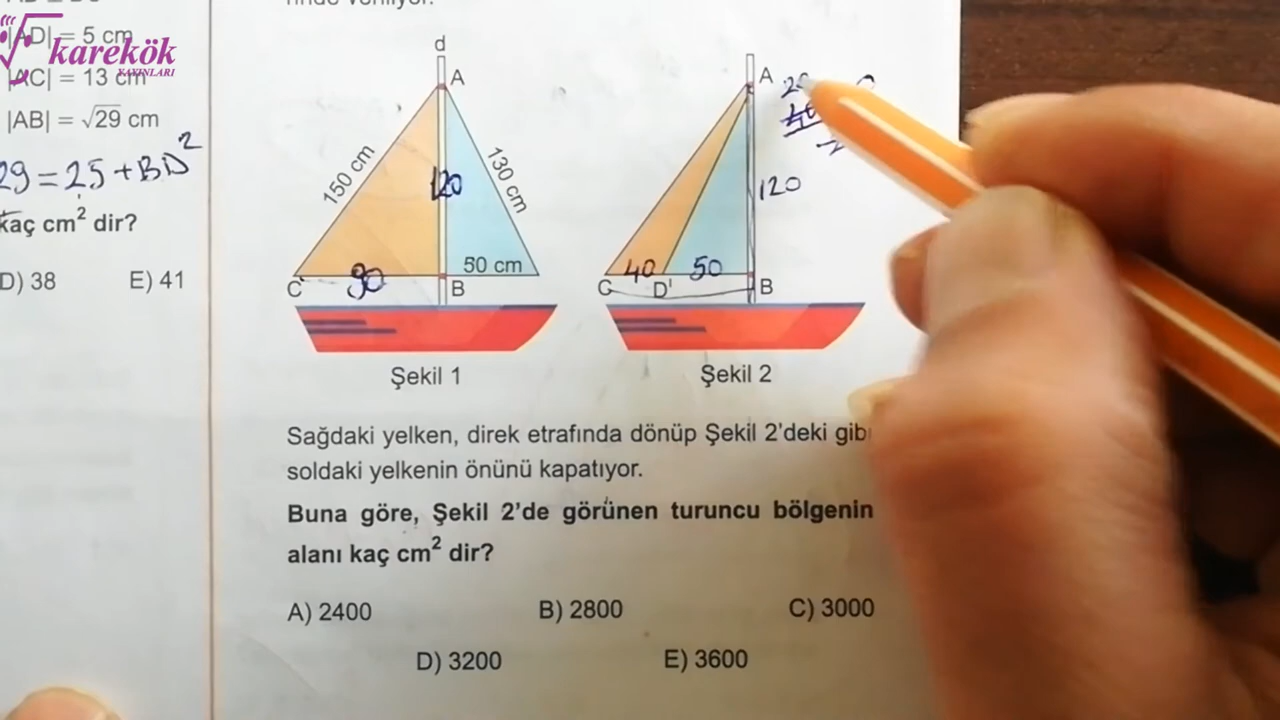 |AD| = 5 cm
karekök
YAYINLARI
|AC| = 13 cm
|AB| = √29 cm
29=25+BD²
kaç cm² dir?
D) 38 E) 41
d
A
150 cm
120
130 cm
90
50 cm
C
B
Şekil 1
A
120
40
50
C
D'
B
Şekil 2
Sağdaki yelken, direk etrafında dönüp Şekil 2'deki gibi
soldaki yelkenin önünü kapatıyor.
Buna göre, Şekil 2'de görünen turuncu bölgenin
alanı kaç cm² dir?
A) 2400 B) 2800 C) 3000
D) 3200 E) 3600